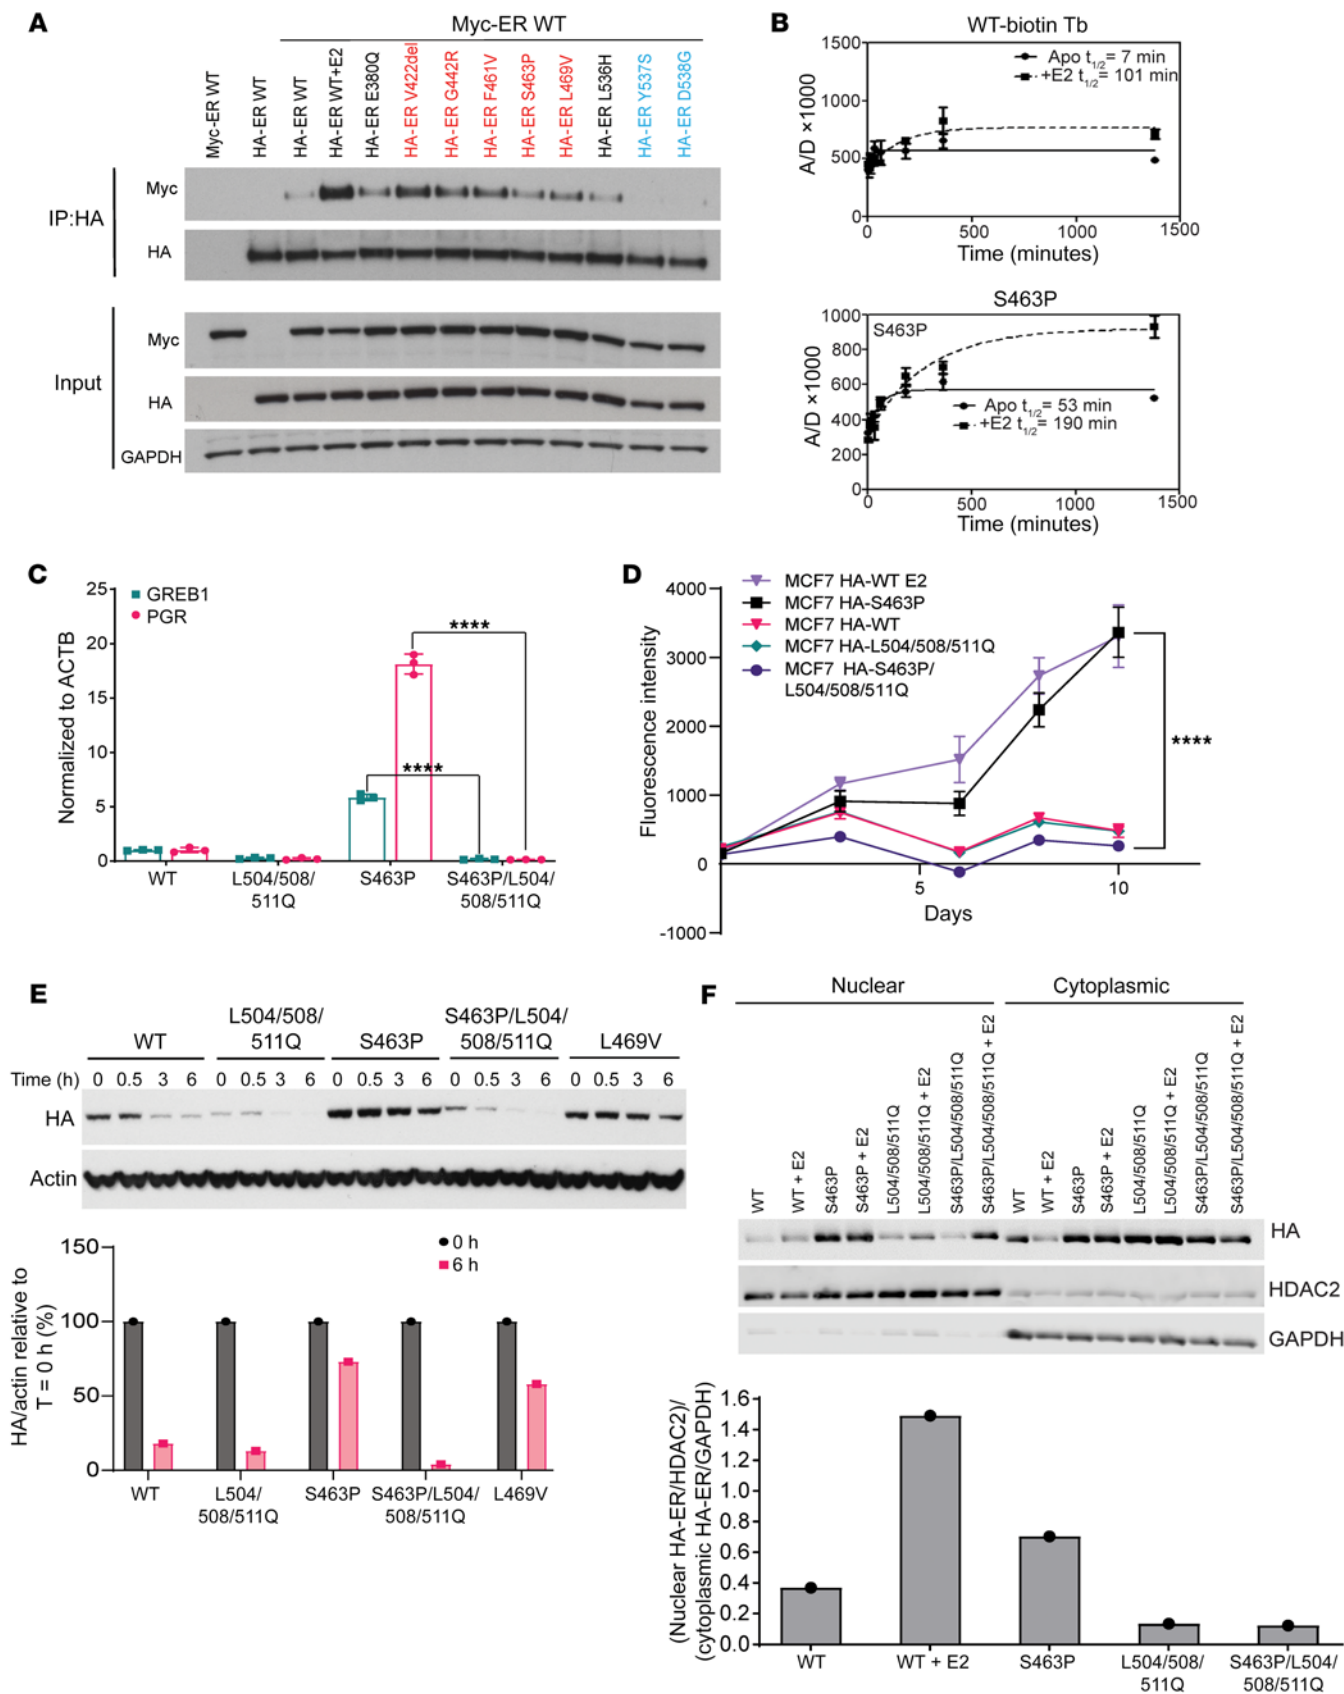 A
Myc-ER WT
Myc-ER WT
HA-ER WT
HA-ER WT
HA-ER WT+E2
HA-ER E380Q
HA-ER V422del
HA-ER G442R
HA-ER F461V
HA-ER S463P
HA-ER L469V
HA-ER L536H
HA-ER Y537S
HA-ER D538G
IP:HA
Myc
HA
Input
Myc
HA
GAPDH
B
WT-biotin Tb
A/D ×1000
1500
1000
500
0
Apo t1/2= 7 min
+E2 t1/2= 101 min
0
500
1000
1500
Time (minutes)
S463P
S463P
A/D ×1000
1000
800
600
400
200
0
Apo t1/2= 53 min
+E2 t1/2= 190 min
0
500
1000
1500
Time (minutes)
C
Normalized to ACTB
25
20
15
10
5
0
GREB1
PGR
****
****
WT
L504/508/
511Q
S463P
S463P/L504/
508/511Q
D
Fluorescence intensity
4000
3000
2000
1000
0
-1000
MCF7 HA-WT E2
MCF7 HA-S463P
MCF7 HA-WT
MCF7 HA-L504/508/511Q
MCF7 HA-S463P/
L504/508/511Q
****
5
10
Days
E
WT
L504/508/
511Q
S463P
S463P/L504/
508/511Q
L469V
Time (h)
0 0.5 3 6
0 0.5 3 6
0 0.5 3 6
0 0.5 3 6
0 0.5 3 6
HA
Actin
HA/actin relative to
T = 0 h (%)
150
100
50
0
0 h
6 h
WT
L504/
508/511Q
S463P
S463P/L504/
508/511Q
L469V
F
Nuclear
Cytoplasmic
WT
WT + E2
S463P
S463P + E2
L504/508/511Q
L504/508/511Q + E2
S463P/L504/508/511Q
S463P/L504/508/511Q + E2
WT
WT + E2
S463P
S463P + E2
L504/508/511Q
L504/508/511Q + E2
S463P/L504/508/511Q
S463P/L504/508/511Q + E2
HA
HDAC2
GAPDH
(Nuclear HA-ER/HDAC2)/
(cytoplasmic HA-ER/GAPDH)
1.6
1.4
1.2
1.0
0.8
0.6
0.4
0.2
0.0
WT
WT + E2
S463P
L504/508/
511Q
S463P/L504/
508/511Q